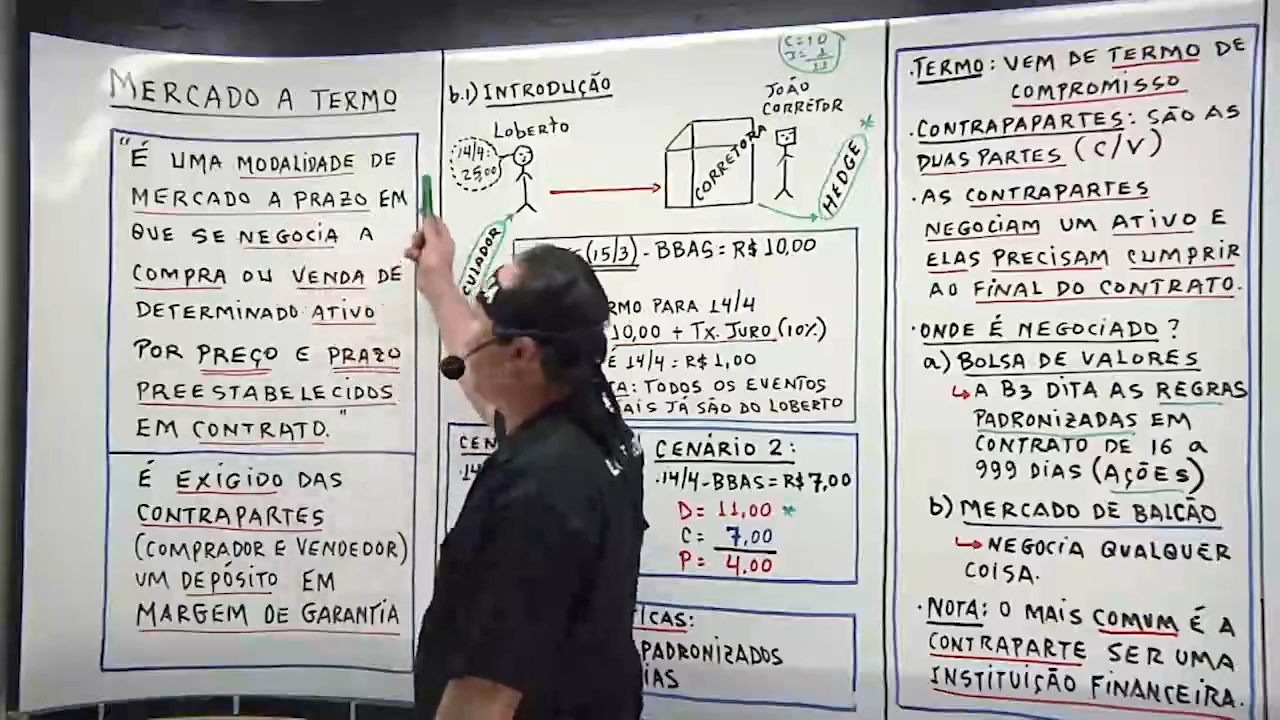 MERCADO A TERMO
"É UMA MODALIDADE DE
MERCADO A PRAZO EM
QUE SE NEGOCIA A
COMPRA OU VENDA DE
DETERMINADO ATIVO
POR PREÇO E PRAZO
PREESTABELECIDOS
EM CONTRATO."
É EXIGIDO DAS
CONTRAPARTES
(COMPRADOR E VENDEDOR)
UM DEPÓSITO EM
MARGEM DE GARANTIA
b.1) INTRODUÇÃO
C=10
J=1
11
Loberto
14/4:
25,00
JOÃO
CORRETOR
CORRETORA
HEDGE *
CULADOR
(15/3) - BBAS = R$ 10,00
RMO PARA 14/4
10,00 + TX. JURO (10%)
É 14/4: R$ 1,00
TA: TODOS OS EVENTOS
AIS JÁ SÃO DO LOBERTO
CEN
.14
CENÁRIO 2:
.14/4-BBAS=R$7,00
D= 11,00 *
C= 7,00
P= 4,00
ICAS:
PADRONIZADOS
IAS
.TERMO: VEM DE TERMO DE
COMPROMISSO
.CONTRAPAPARTES: SÃO AS
DUAS PARTES (C/V)
.AS CONTRAPARTES
NEGOCIAM UM ATIVO E
ELAS PRECISAM CUMPRIR
AO FINAL DO CONTRATO.
.ONDE É NEGOCIADO?
a) BOLSA DE VALORES
↳ A B3 DITA AS REGRAS
PADRONIZADAS EM
CONTRATO DE 16 a
999 DIAS (AÇÕES)
b) MERCADO DE BALCÃO
↳ NEGOCIA QUALQUER
COISA.
.NOTA: O MAIS COMUM É A
CONTRAPARTE SER UMA
INSTITUIÇÃO FINANCEIRA.